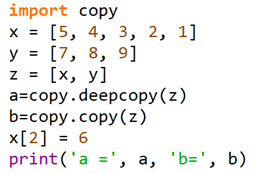 import copy
x = [5, 4, 3, 2, 1]
y = [7, 8, 9]
z = [x, y]
a=copy.deepcopy(z)
b=copy.copy(z)
x[2] = 6
print('a =', a, 'b=', b)